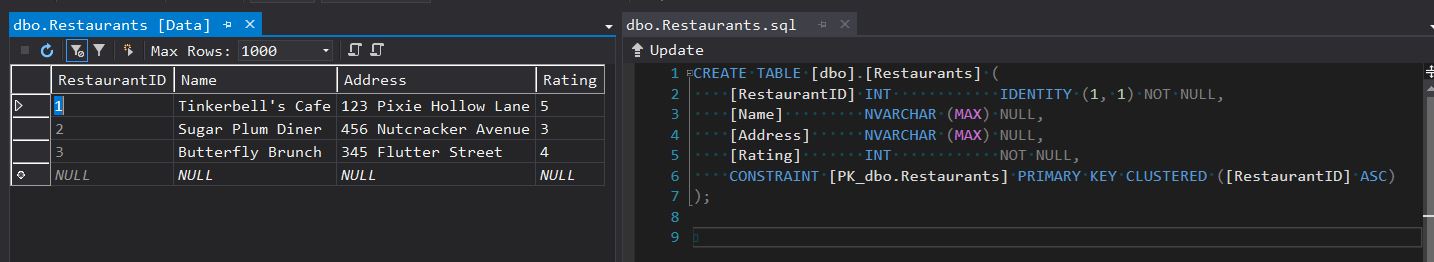 dbo.Restaurants [Data]
Max Rows: 1000
RestaurantID Name Address Rating
1 Tinkerbell's Cafe 123 Pixie Hollow Lane 5
2 Sugar Plum Diner 456 Nutcracker Avenue 3
3 Butterfly Brunch 345 Flutter Street 4
NULL NULL NULL NULL
dbo.Restaurants.sql
Update
1 CREATE TABLE [dbo].[Restaurants] (
2 [RestaurantID] INT IDENTITY (1, 1) NOT NULL,
3 [Name] NVARCHAR (MAX) NULL,
4 [Address] NVARCHAR (MAX) NULL,
5 [Rating] INT NOT NULL,
6 CONSTRAINT [PK_dbo.Restaurants] PRIMARY KEY CLUSTERED ([RestaurantID] ASC)
7 );
8
9